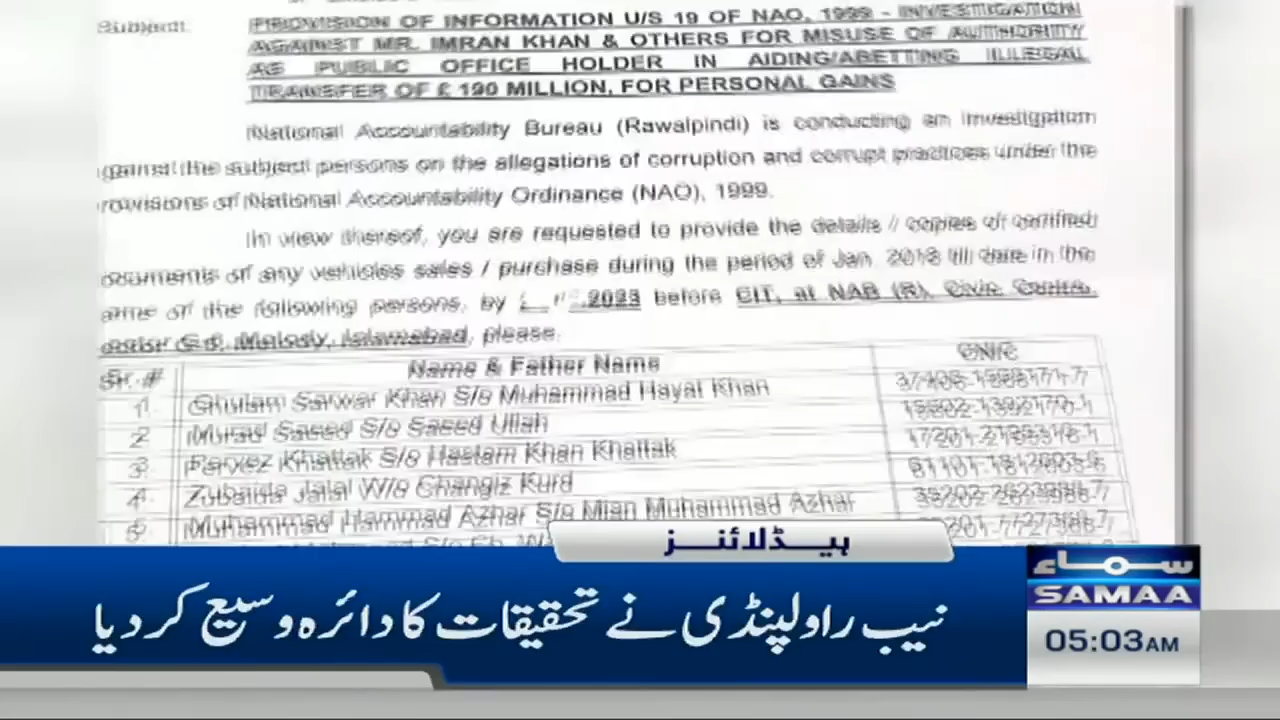 Subject:
PROVISION OF INFORMATION U/S 19 OF NAO, 1999 - INVESTIGATION
AGAINST MR. IMRAN KHAN & OTHERS FOR MISUSE OF AUTHORITY
AS PUBLIC OFFICE HOLDER IN AIDING/ABETTING ILLEGAL
TRANSFER OF £ 190 MILLION, FOR PERSONAL GAINS
National Accountability Bureau (Rawalpindi) is conducting an investigation
against the subject persons on the allegations of corruption and corrupt practices under the
rovisions of National Accountability Ordinance (NAO), 1999.
In view thereof, you are requested to provide the details / copies of certified
ocuments of any vehicles sales / purchase during the period of Jan. 2018 till date in the
ame of the following persons, by 2023 before CIT, at NAB (R), Civic Centre,
G-6, Melody, Islamabad, please.
Sr. # Name & Father Name CNIC
1. Ghulam Sarwar Khan S/o Muhammad Hayat Khan
2 Murad Saeed S/o Saeed Ullah
3. Pervez Khattak S/o Hastam Khan Khattak
4. Zubaida Jalal W/o Changiz Kurd
5. Muhammad Hammad Azhar S/o Mian Muhammad Azhar
ہیڈلائنز
نیب راولپنڈی نے تحقیقات کا دائرہ وسیع کر دیا
سماء
SAMAA
05:03AM